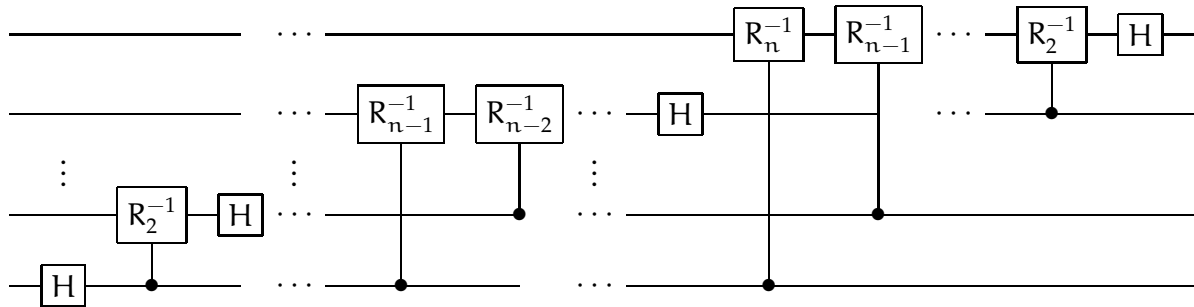 ⋯ R_n^{-1} R_{n-1}^{-1} ⋯ R_2^{-1} H
⋯ R_{n-1}^{-1} R_{n-2}^{-1} ⋯ H ⋯
⋮ ⋮ ⋮
R_2^{-1} H ⋯ ⋯
H ⋯ ⋯